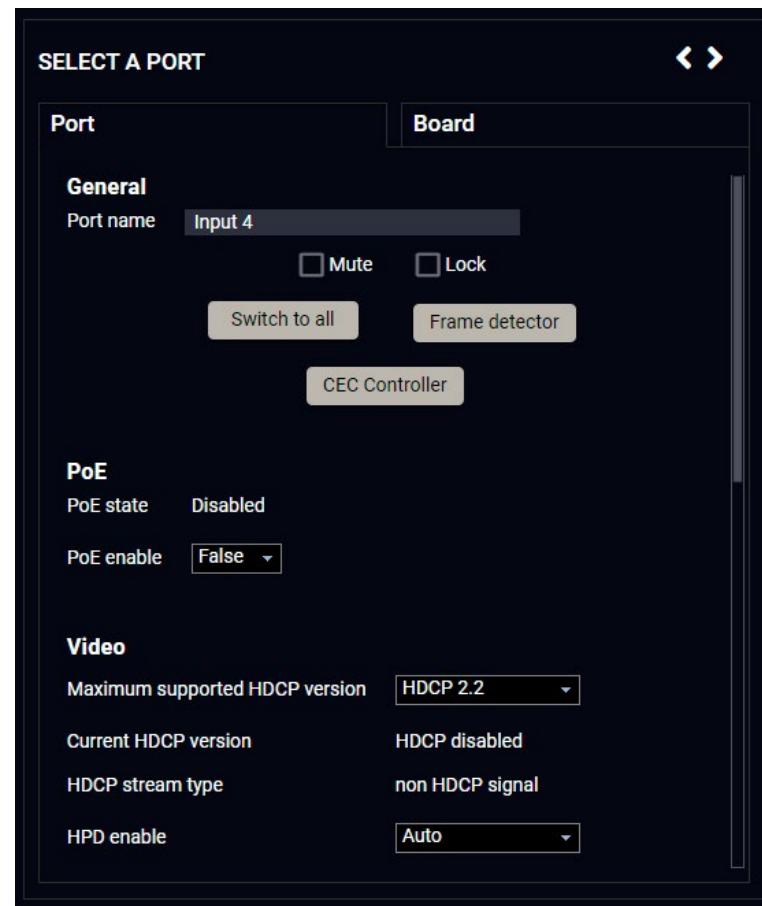 SELECT A PORT
Port Board
General
Port name Input 4
Mute Lock
Switch to all Frame detector
CEC Controller
PoE
PoE state Disabled
PoE enable False
Video
Maximum supported HDCP version HDCP 2.2
Current HDCP version HDCP disabled
HDCP stream type non HDCP signal
HPD enable Auto